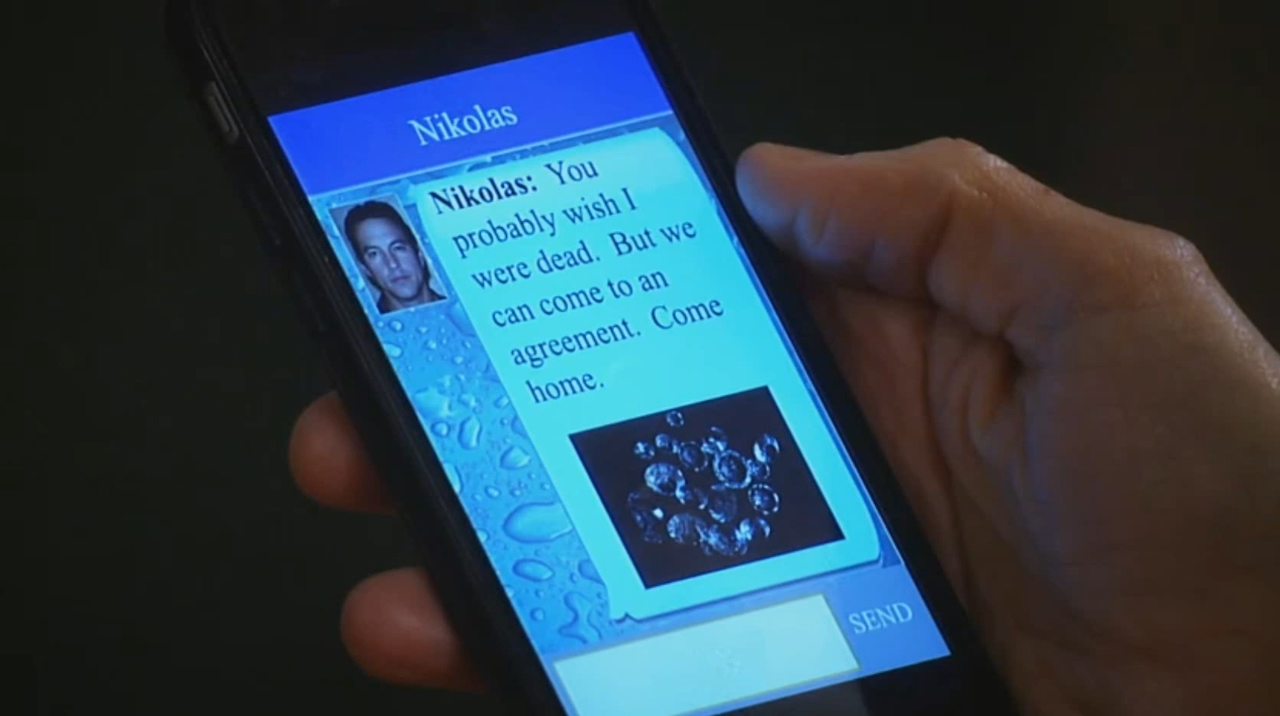 Nikolas
Nikolas: You
probably wish I
were dead. But we
can come to an
agreement. Come
home.
SEND